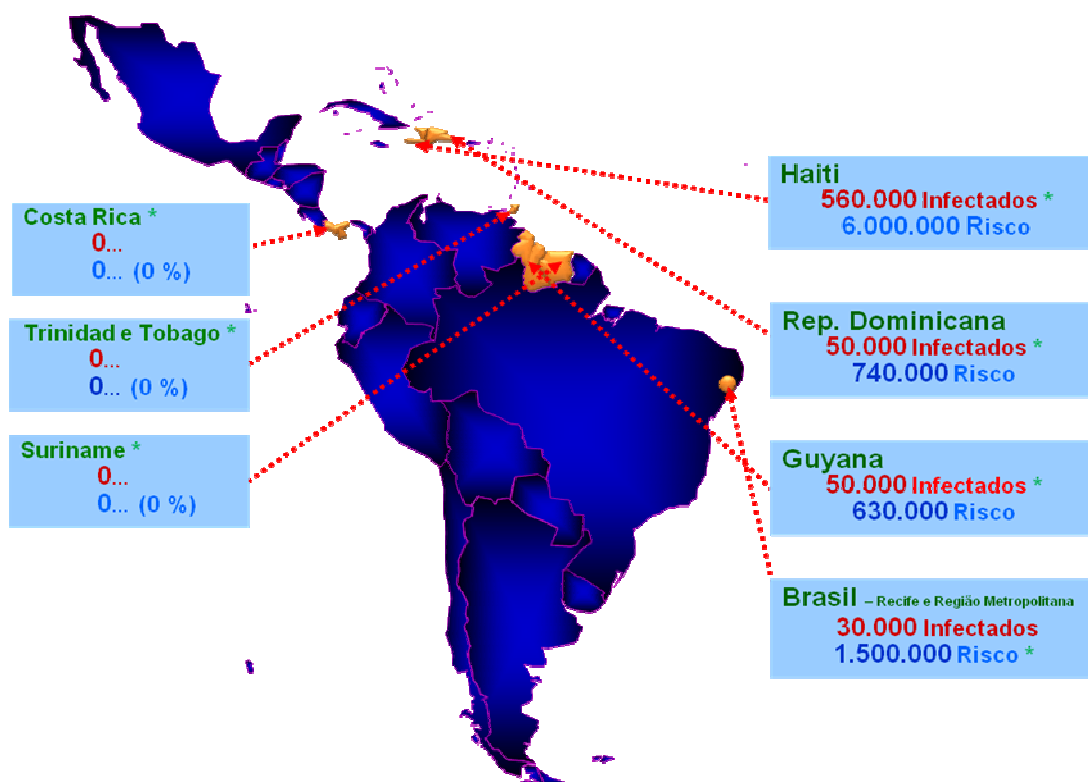 Costa Rica *
0...
0... (0 %)
Trinidad e Tobago *
0...
0... (0 %)
Suriname *
0...
0... (0 %)
Haiti
560.000 Infectados *
6.000.000 Risco
Rep. Dominicana
50.000 Infectados *
740.000 Risco
Guyana
50.000 Infectados *
630.000 Risco
Brasil – Recife e Região Metropolitana
30.000 Infectados
1.500.000 Risco *